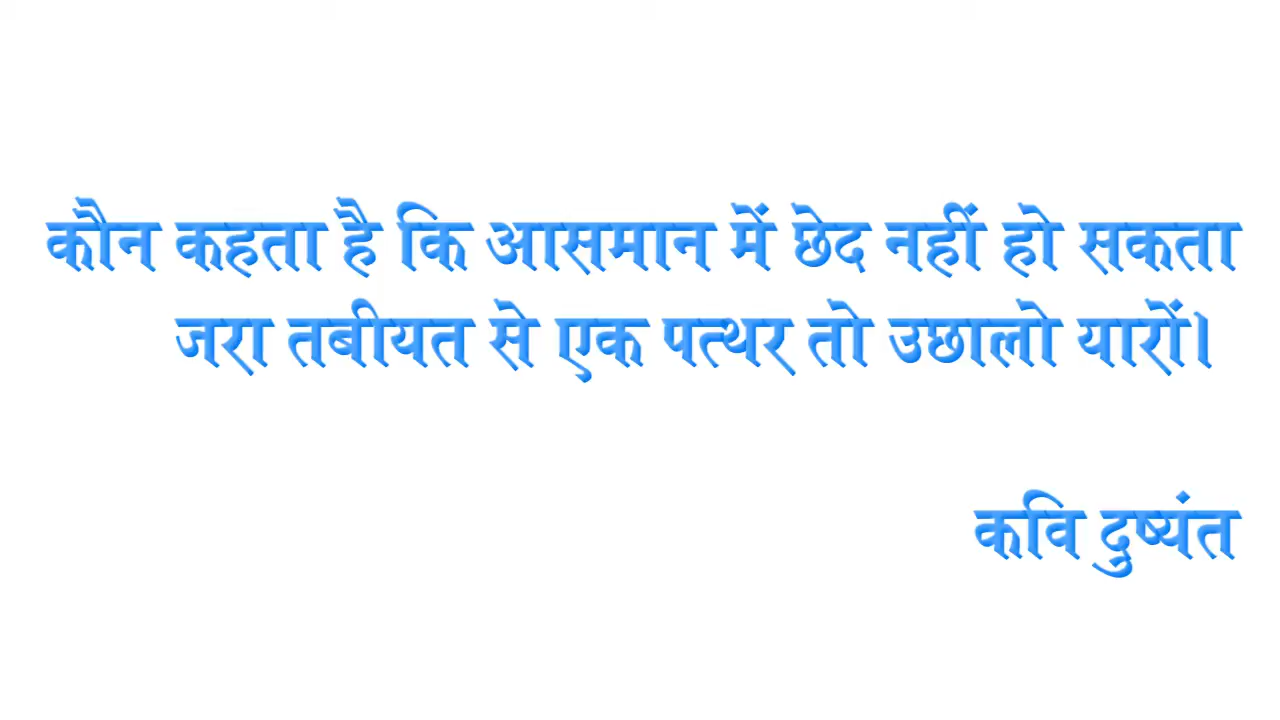 कौन कहता है कि आसमान में छेद नहीं हो सकता
जरा तबीयत से एक पत्थर तो उछालो यारों।
कवि दुष्यंत